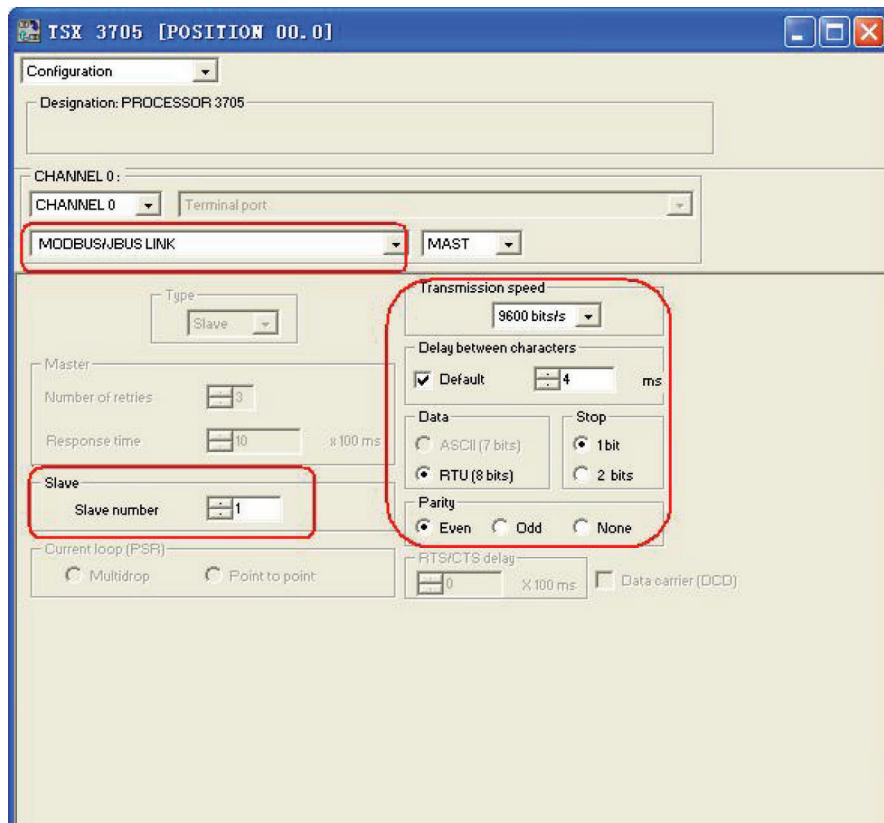 TSX 3705 [POSITION 00.0]
Configuration
Designation: PROCESSOR 3705
CHANNEL 0 :
CHANNEL 0 Terminal port
MODBUS/JBUS LINK MAST
Type
Slave
Transmission speed
9600 bits/s
Delay between characters
Default 4 ms
Master
Number of retries 3
Response time 10 x 100 ms
Data
ASCII (7 bits)
RTU (8 bits)
Stop
1 bit
2 bits
Slave
Slave number 1
Parity
Even Odd None
Current loop (PSR)
Multidrop Point to point
RTS/CTS delay
0 X 100 ms
Data carrier (DCD)